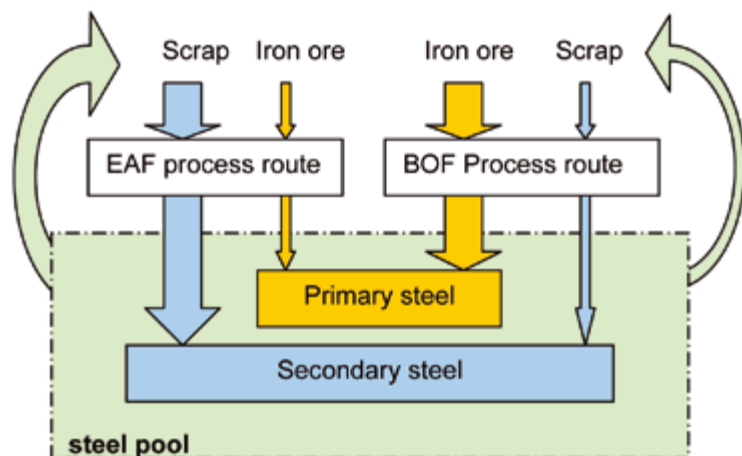 Scrap Iron ore Iron ore Scrap
EAF process route BOF Process route
Primary steel
Secondary steel
steel pool